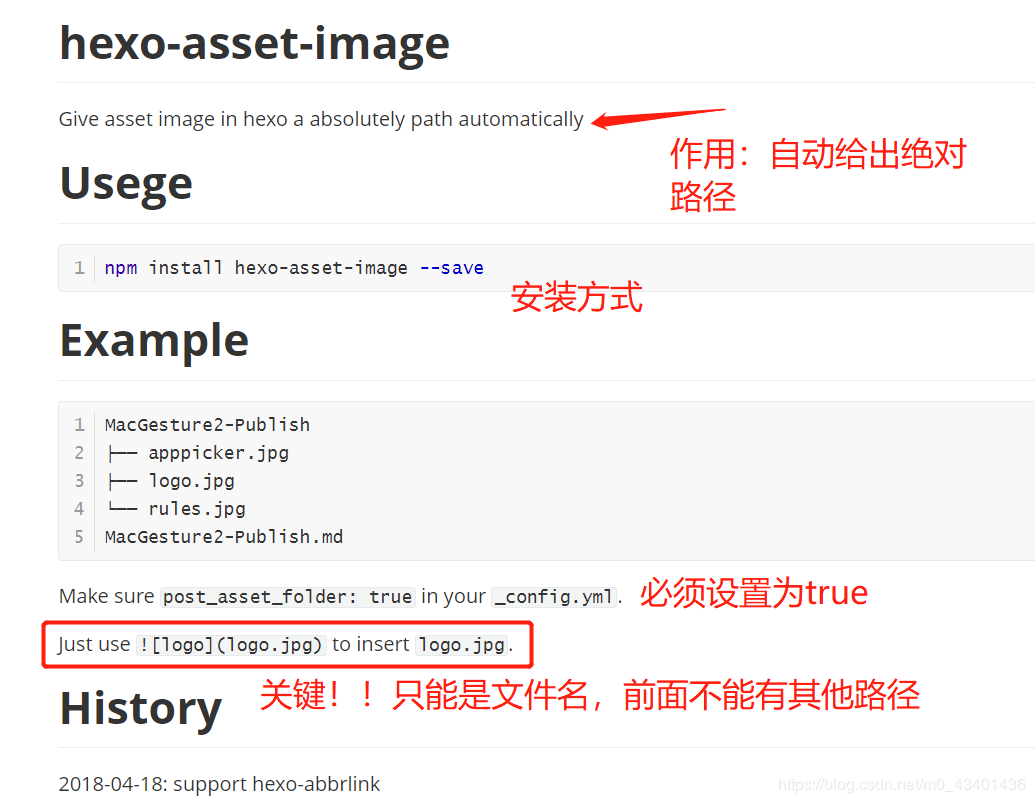 hexo-asset-image
Give asset image in hexo a absolutely path automatically
作用：自动给出绝对
路径
Usege
1 npm install hexo-asset-image --save
安装方式
Example
1 MacGesture2-Publish
2 ├── apppicker.jpg
3 ├── logo.jpg
4 └── rules.jpg
5 MacGesture2-Publish.md
Make sure post_asset_folder: true in your _config.yml.
必须设置为true
Just use ![logo](logo.jpg) to insert logo.jpg.
关键！！只能是文件名，前面不能有其他路径
History
2018-04-18: support hexo-abbrlink
https://blog.csdn.net/m0_43401436